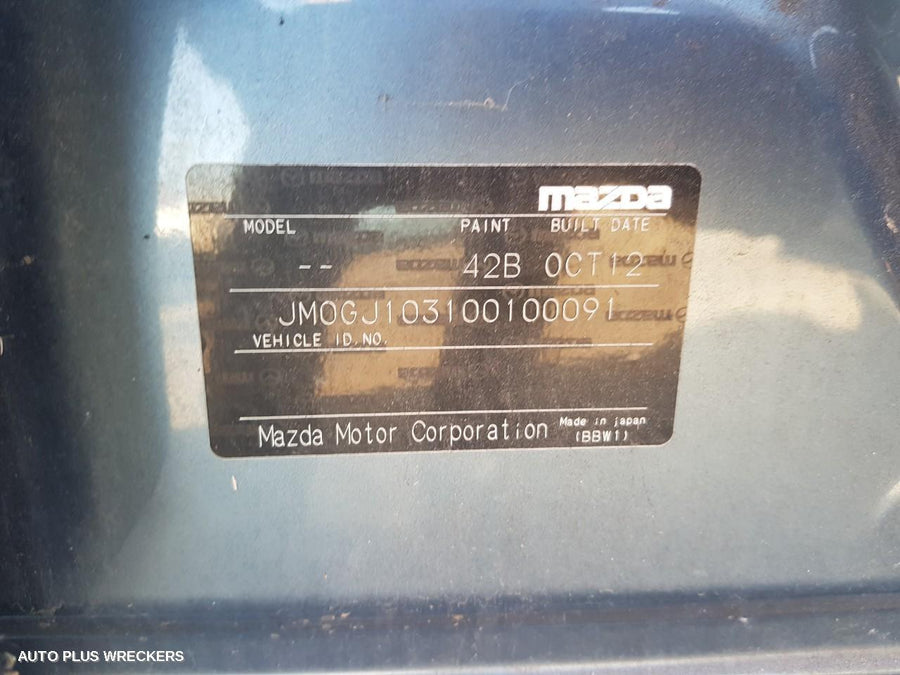 mazda
MODEL PAINT BUILT DATE
-- 42B OCT12
JM0GJ103100100091
VEHICLE ID.NO.
Mazda Motor Corporation
Made in japan
(BBW1)
AUTO PLUS WRECKERS